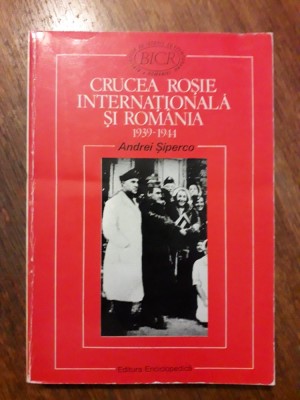 BICR
CRUCEA ROȘIE
INTERNAȚIONALĂ
ȘI ROMÂNIA
1939-1944
Andrei Șiperco
Editura Enciclopedică